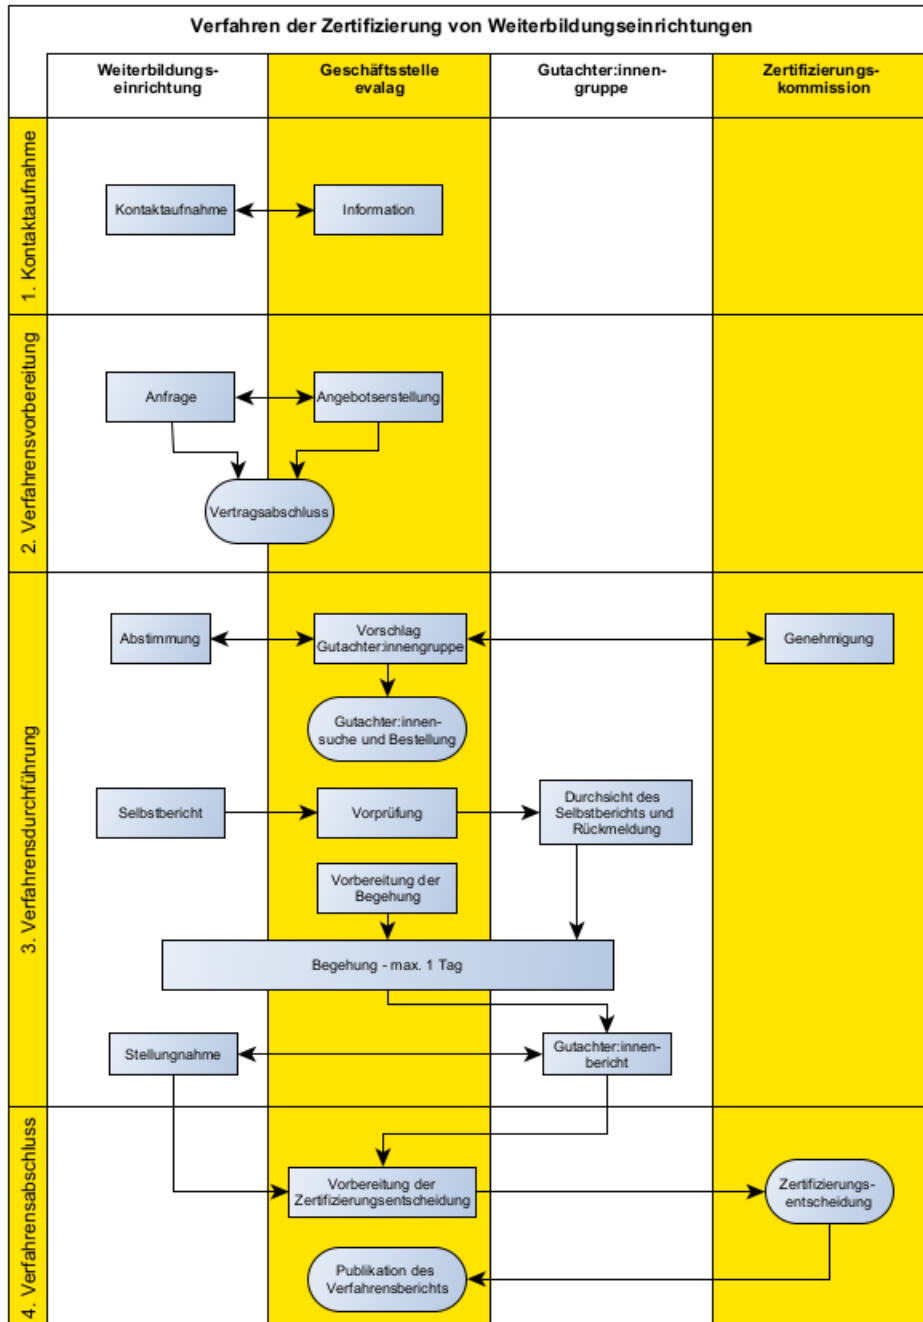 Verfahren der Zertifizierung von Weiterbildungseinrichtungen
Weiterbildungs-
einrichtung
Geschäftsstelle
evalag
Gutachter:innen-
gruppe
Zertifizierungs-
kommission
1. Kontaktaufnahme
Kontaktaufnahme
Information
2. Verfahrensvorbereitung
Anfrage
Angebotserstellung
Vertragsabschluss
3. Verfahrensdurchführung
Abstimmung
Vorschlag
Gutachter:innengruppe
Genehmigung
Gutachter:innen-
suche und Bestellung
Selbstbericht
Vorprüfung
Durchsicht des
Selbstberichts und
Rückmeldung
Vorbereitung der
Begehung
Begehung - max. 1 Tag
Stellungnahme
Gutachter:innen-
bericht
4. Verfahrensabschluss
Vorbereitung der
Zertifizierungsentscheidung
Zertifizierungs-
entscheidung
Publikation des
Verfahrensberichts